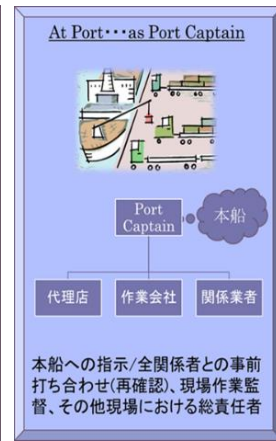 At Port･･･as Port Captain
Port
Captain
本船
代理店
作業会社
関係業者
本船への指示/全関係者との事前
打ち合わせ(再確認)、現場作業監
督、その他現場における総責任者